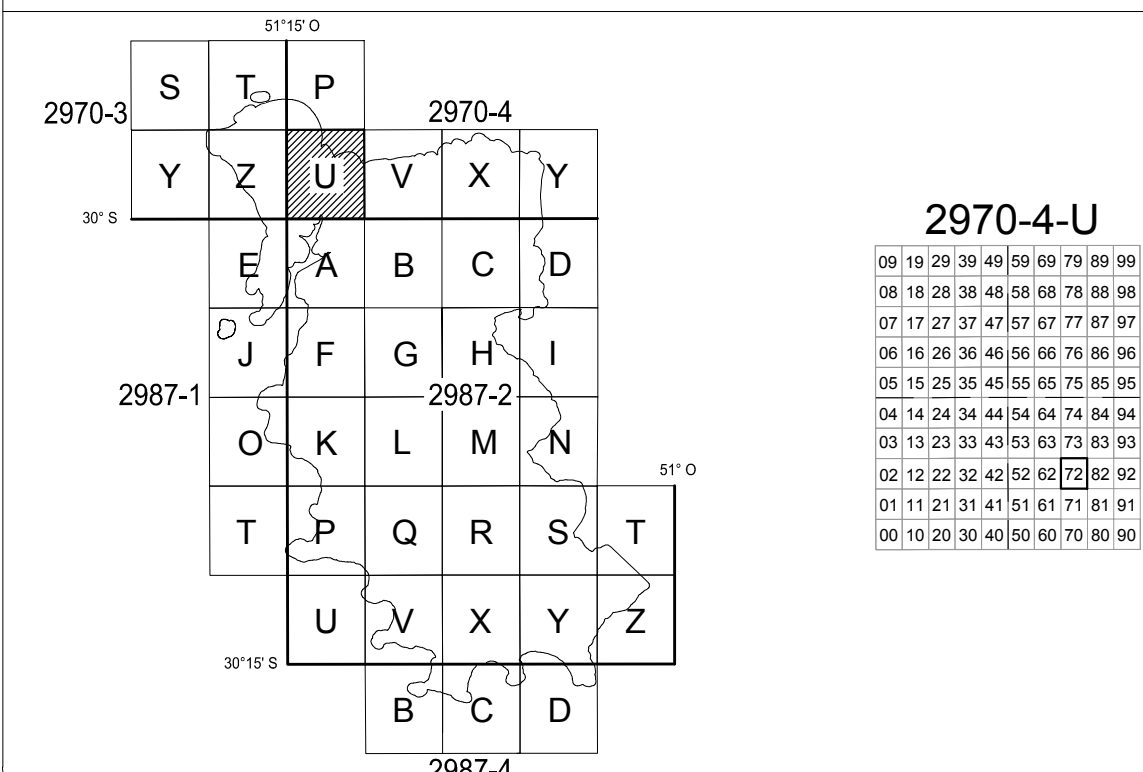 51°15' O
S T P
2970-3 2970-4
Y Z U V X Y
30° S
E A B C D
J F G H I
2987-1 2987-2
O K L M N
51° O
T P Q R S T
U V X Y Z
30°15' S
B C D
2987-4
2970-4-U
09 19 29 39 49 59 69 79 89 99
08 18 28 38 48 58 68 78 88 98
07 17 27 37 47 57 67 77 87 97
06 16 26 36 46 56 66 76 86 96
05 15 25 35 45 55 65 75 85 95
04 14 24 34 44 54 64 74 84 94
03 13 23 33 43 53 63 73 83 93
02 12 22 32 42 52 62 72 82 92
01 11 21 31 41 51 61 71 81 91
00 10 20 30 40 50 60 70 80 90